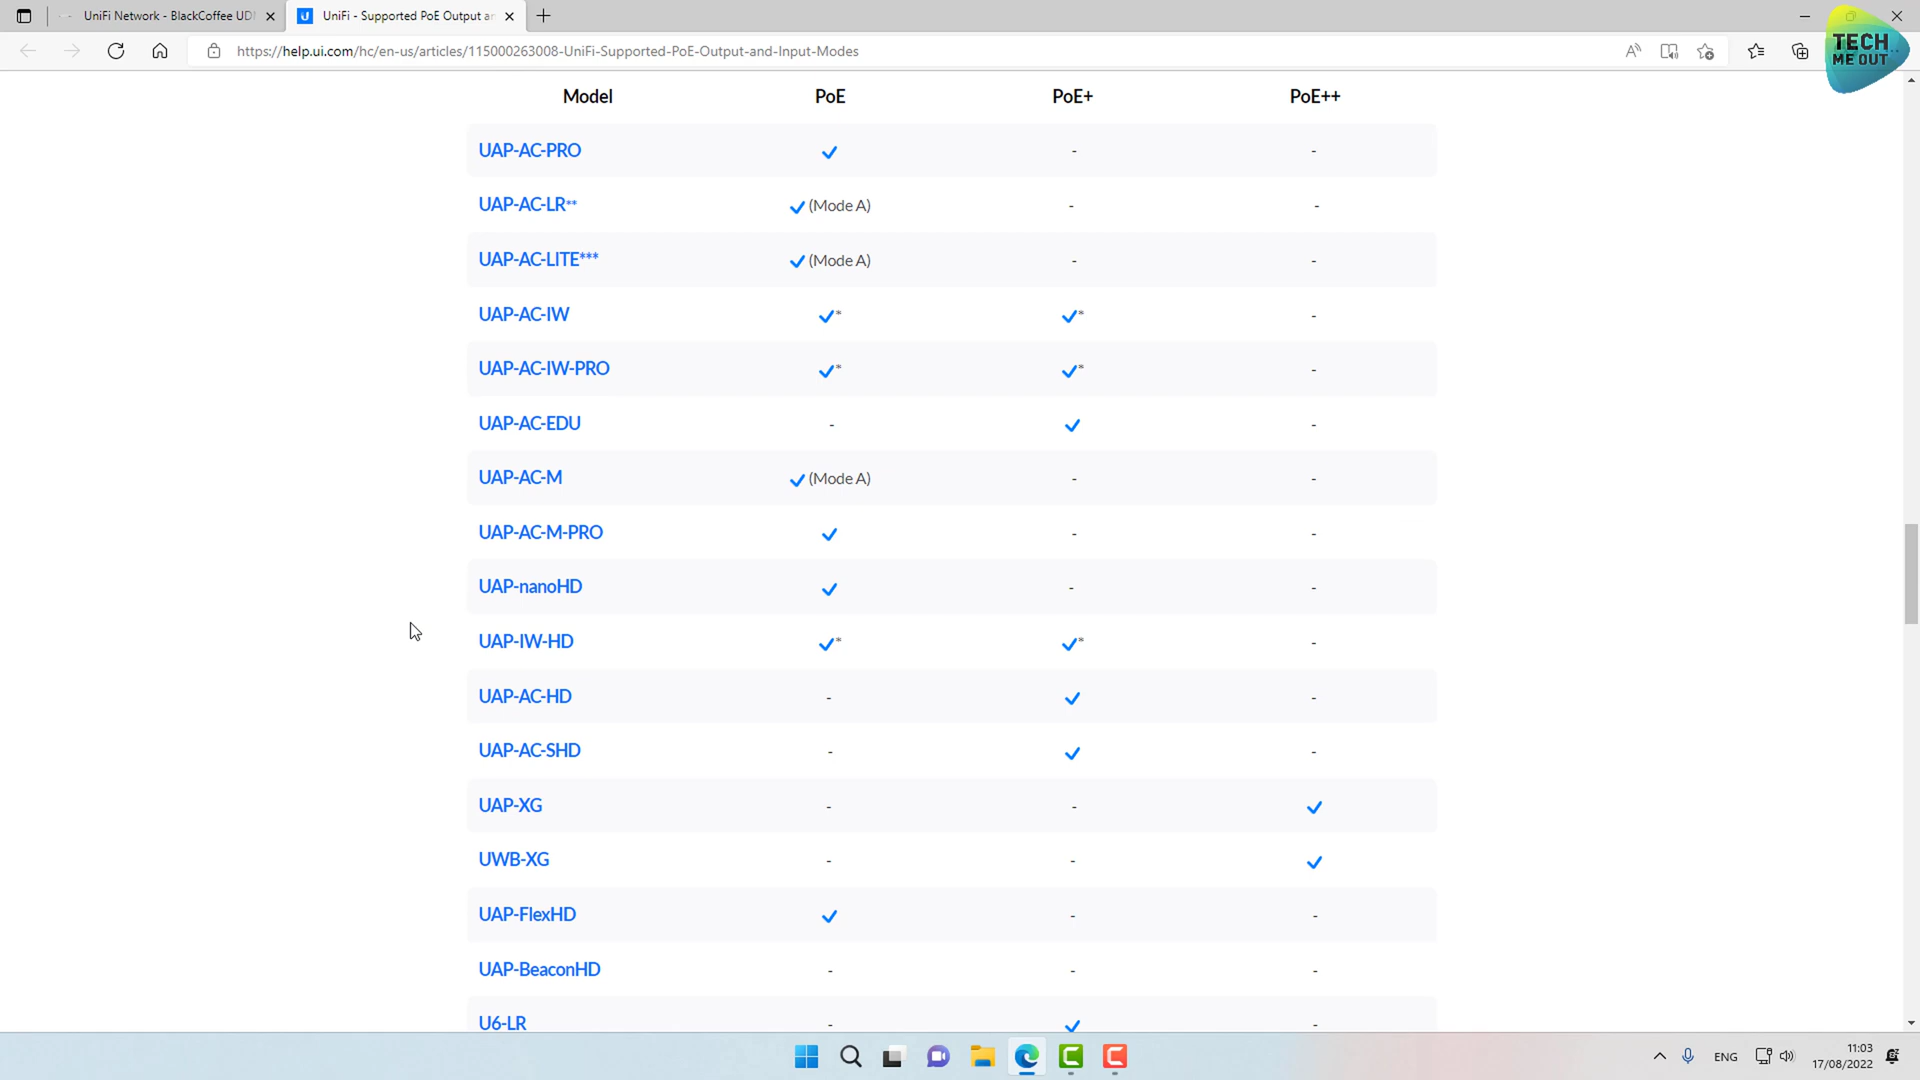 UniFi Network - BlackCoffee UD
UniFi - Supported PoE Output a
https://help.ui.com/hc/en-us/articles/115000263008-UniFi-Supported-PoE-Output-and-Input-Modes
TECH
ME OUT
Model PoE PoE+ PoE++
UAP-AC-PRO ✓ - -
UAP-AC-LR** ✓ (Mode A) - -
UAP-AC-LITE*** ✓ (Mode A) - -
UAP-AC-IW ✓* ✓* -
UAP-AC-IW-PRO ✓* ✓* -
UAP-AC-EDU - ✓ -
UAP-AC-M ✓ (Mode A) - -
UAP-AC-M-PRO ✓ - -
UAP-nanoHD ✓ - -
UAP-IW-HD ✓* ✓* -
UAP-AC-HD - ✓ -
UAP-AC-SHD - ✓ -
UAP-XG - - ✓
UWB-XG - - ✓
UAP-FlexHD ✓ - -
UAP-BeaconHD - - -
U6-LR - ✓ -
ENG
11:03
17/08/2022